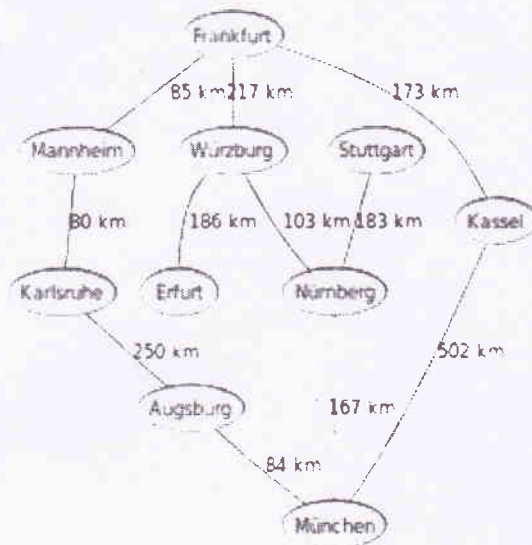 Frankfurt
85 km 217 km 173 km
Mannheim Würzburg Stuttgart
80 km 186 km 103 km 183 km Kassel
Karlsruhe Erfurt Nürnberg
250 km 502 km
Augsburg 167 km
84 km
München